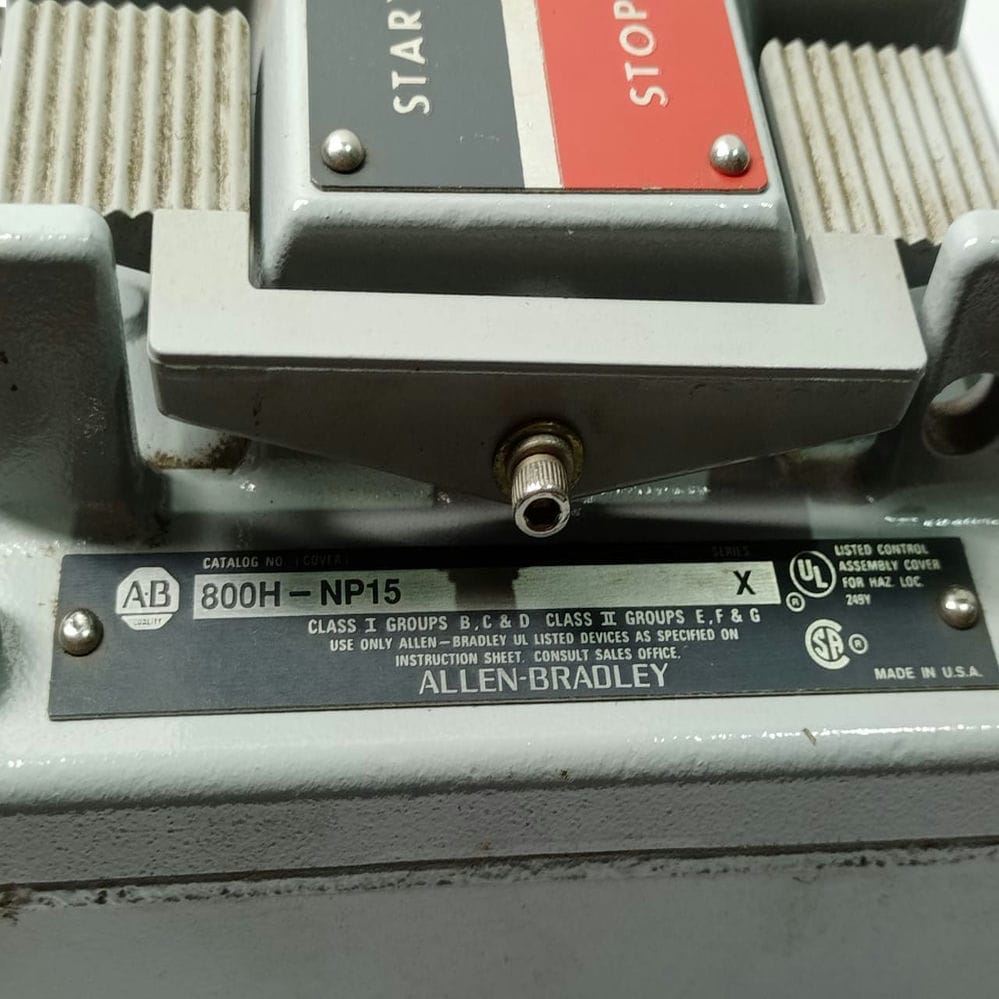 START
STOP
CATALOG NO. (COVER)
SERIES
A-B
QUALITY
800H-NP15
X
UL
®
LISTED CONTROL
ASSEMBLY COVER
FOR HAZ. LOC.
249Y
CLASS I GROUPS B,C & D CLASS II GROUPS E,F & G
USE ONLY ALLEN-BRADLEY UL LISTED DEVICES AS SPECIFIED ON
INSTRUCTION SHEET. CONSULT SALES OFFICE.
ALLEN-BRADLEY
SA ®
MADE IN U.S.A.